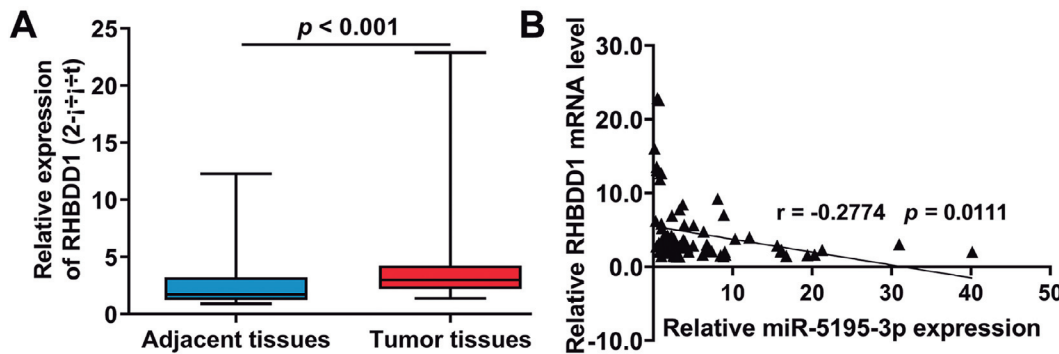 A
p < 0.001
Relative expression
of RHBDD1 (2-¡÷¡÷t)
25
20
15
10
5
0
Adjacent tissues
Tumor tissues
B
Relative RHBDD1 mRNA level
30.0
20.0
10.0
0.0
-10.0
r = -0.2774 p = 0.0111
10
20
30
40
50
Relative miR-5195-3p expression